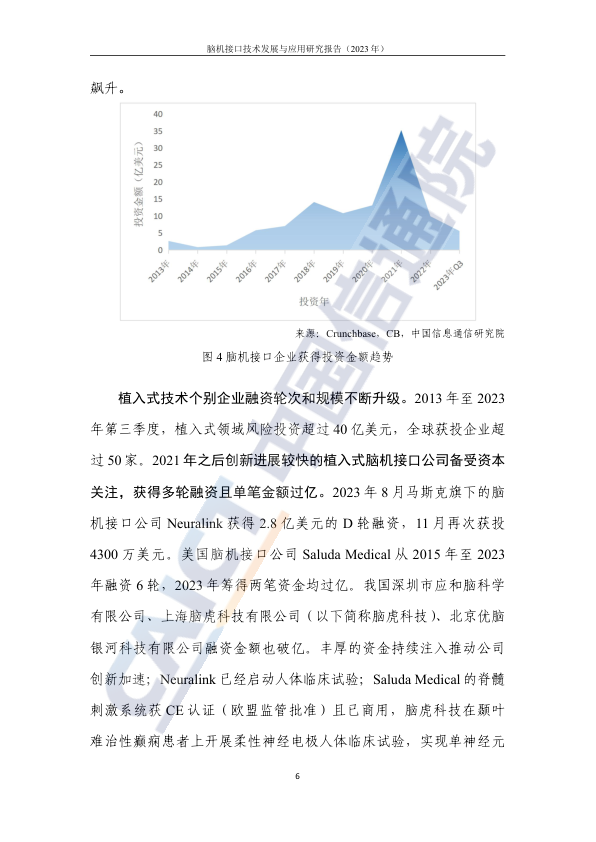 脑机接口技术发展与应用研究报告（2023 年）
飙升。
40
35
30
25
20
15
10
5
0
投资金额（亿美元）
2013年
2014年
2015年
2016年
2017年
2018年
2019年
2020年
2021年
2022年
2023年Q3
投资年
来源：Crunchbase，CB，中国信息通信研究院
图 4 脑机接口企业获得投资金额趋势
植入式技术个别企业融资轮次和规模不断升级。2013 年至 2023
年第三季度，植入式领域风险投资超过 40 亿美元，全球获投企业超
过 50 家。2021 年之后创新进展较快的植入式脑机接口公司备受资本
关注，获得多轮融资且单笔金额过亿。2023 年 8 月马斯克旗下的脑
机接口公司 Neuralink 获得 2.8 亿美元的 D 轮融资，11 月再次获投
4300 万美元。美国脑机接口公司 Saluda Medical 从 2015 年至 2023
年融资 6 轮，2023 年筹得两笔资金均过亿。我国深圳市应和脑科学
有限公司、上海脑虎科技有限公司（以下简称脑虎科技）、北京优脑
银河科技有限公司融资金额也破亿。丰厚的资金持续注入推动公司
创新加速；Neuralink 已经启动人体临床试验；Saluda Medical 的脊髓
刺激系统获 CE 认证（欧盟监管批准）且已商用，脑虎科技在颞叶
难治性癫痫患者上开展柔性神经电极人体临床试验，实现单神经元
6
CAICT 中国信通院